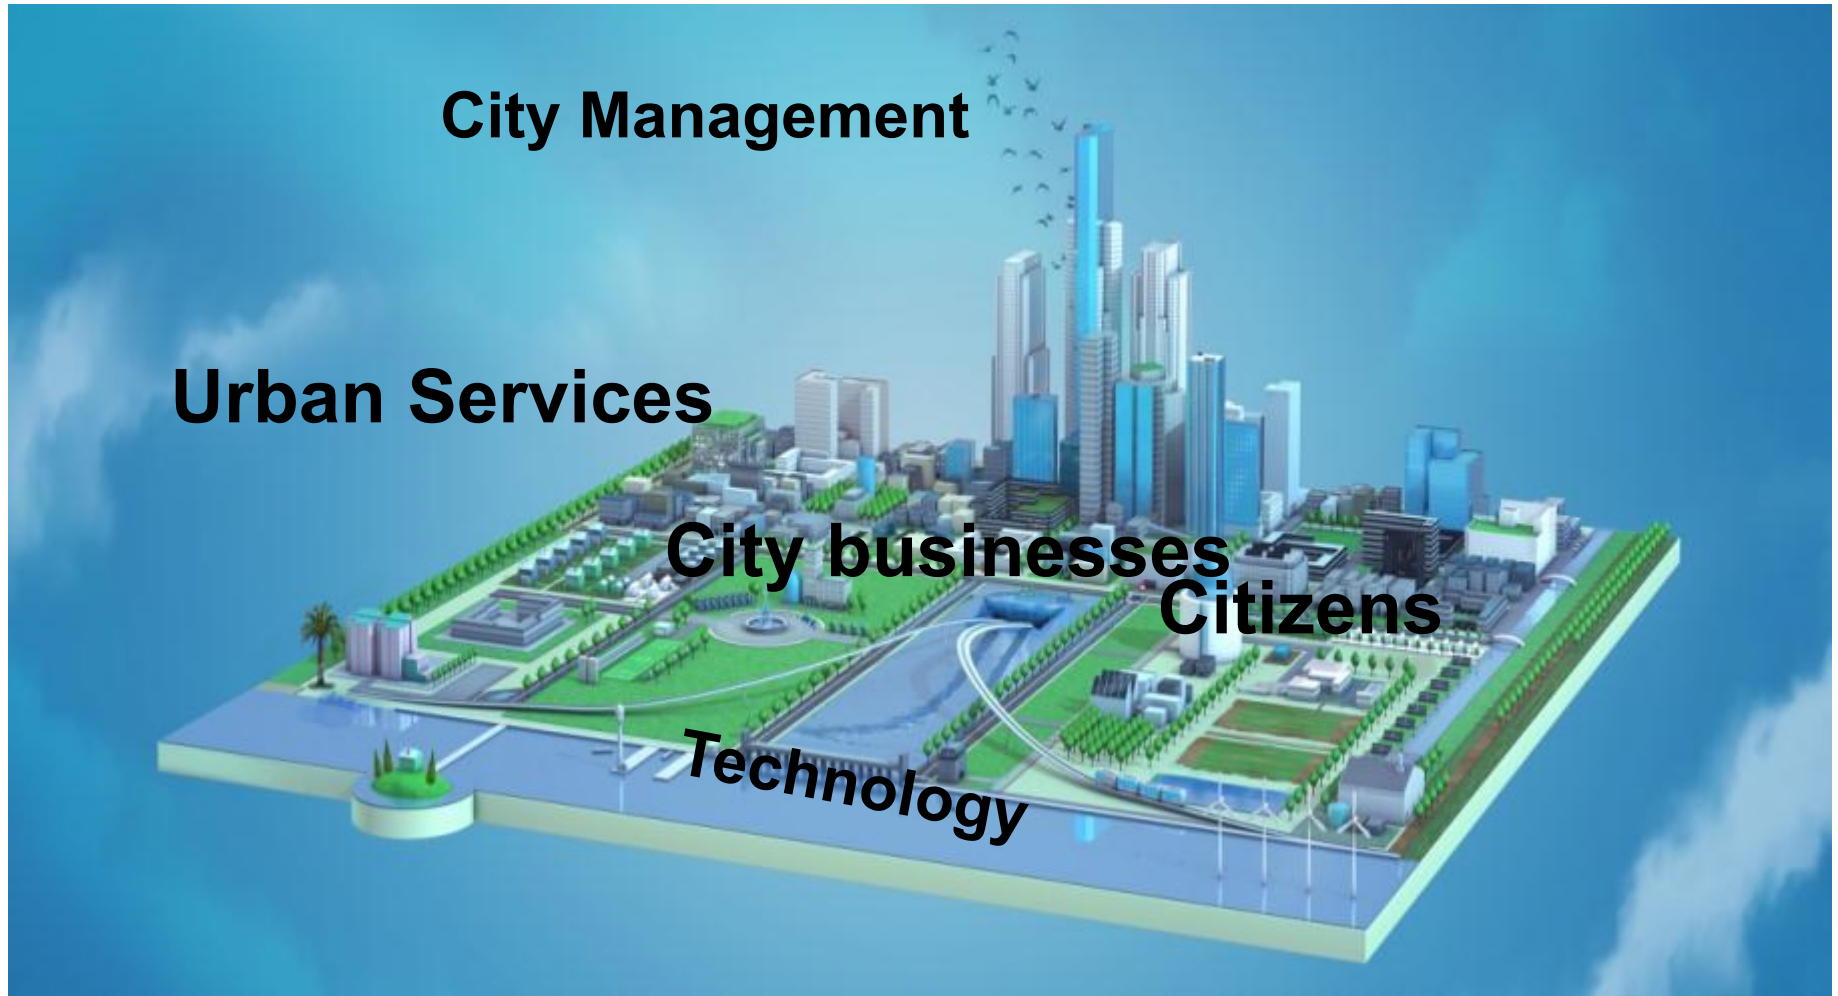 City Management
Urban Services
City businesses
Citizens
Technology